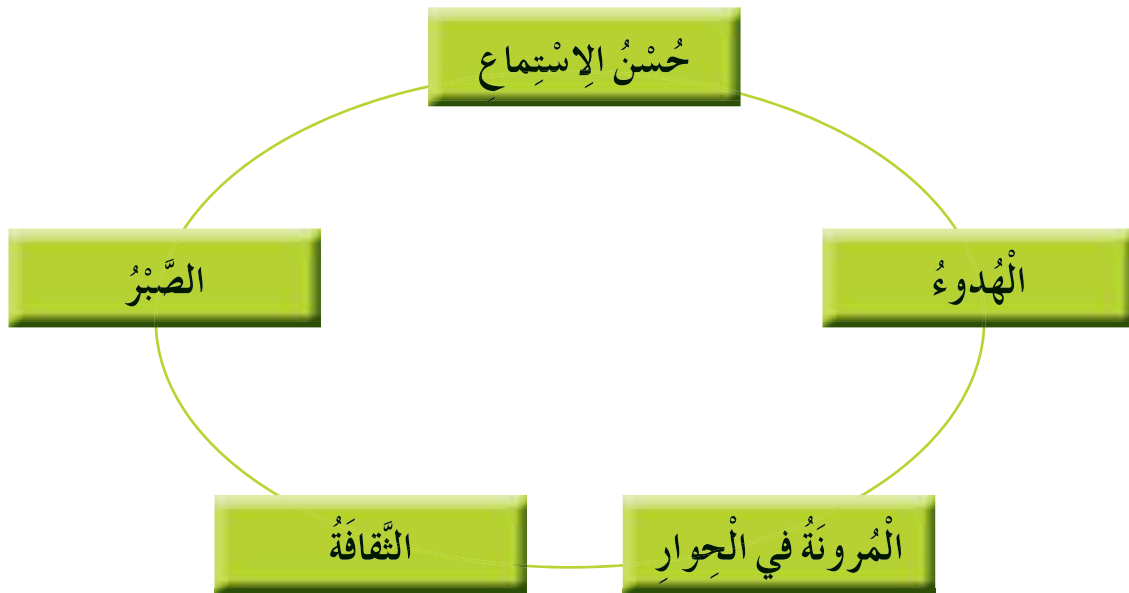 حُسْنُ الِاسْتِماعِ
الْهُدوءُ
الصَّبْرُ
الْمُرونَةُ في الْحِوارِ
الثَّقافَةُ